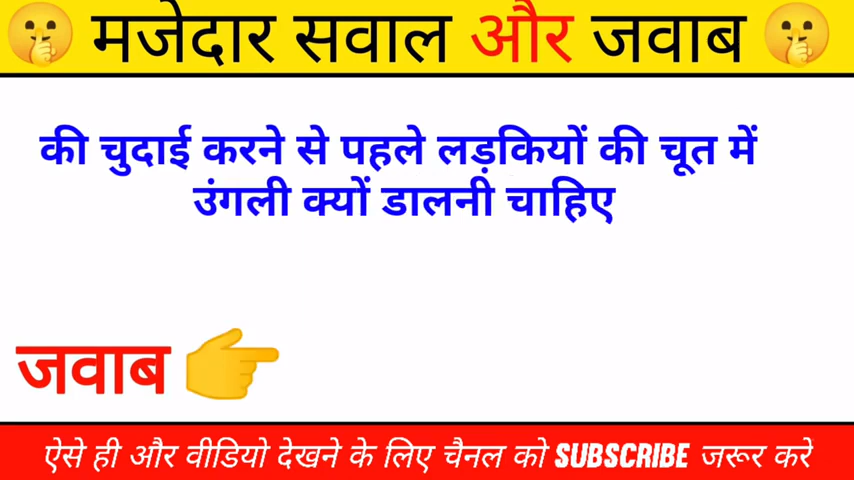 🤫 मजेदार सवाल और जवाब 🤫
की चुदाई करने से पहले लड़कियों की चूत में
उंगली क्यों डालनी चाहिए
जवाब 👉
ऐसे ही और वीडियो देखने के लिए चैनल को SUBSCRIBE जरूर करें